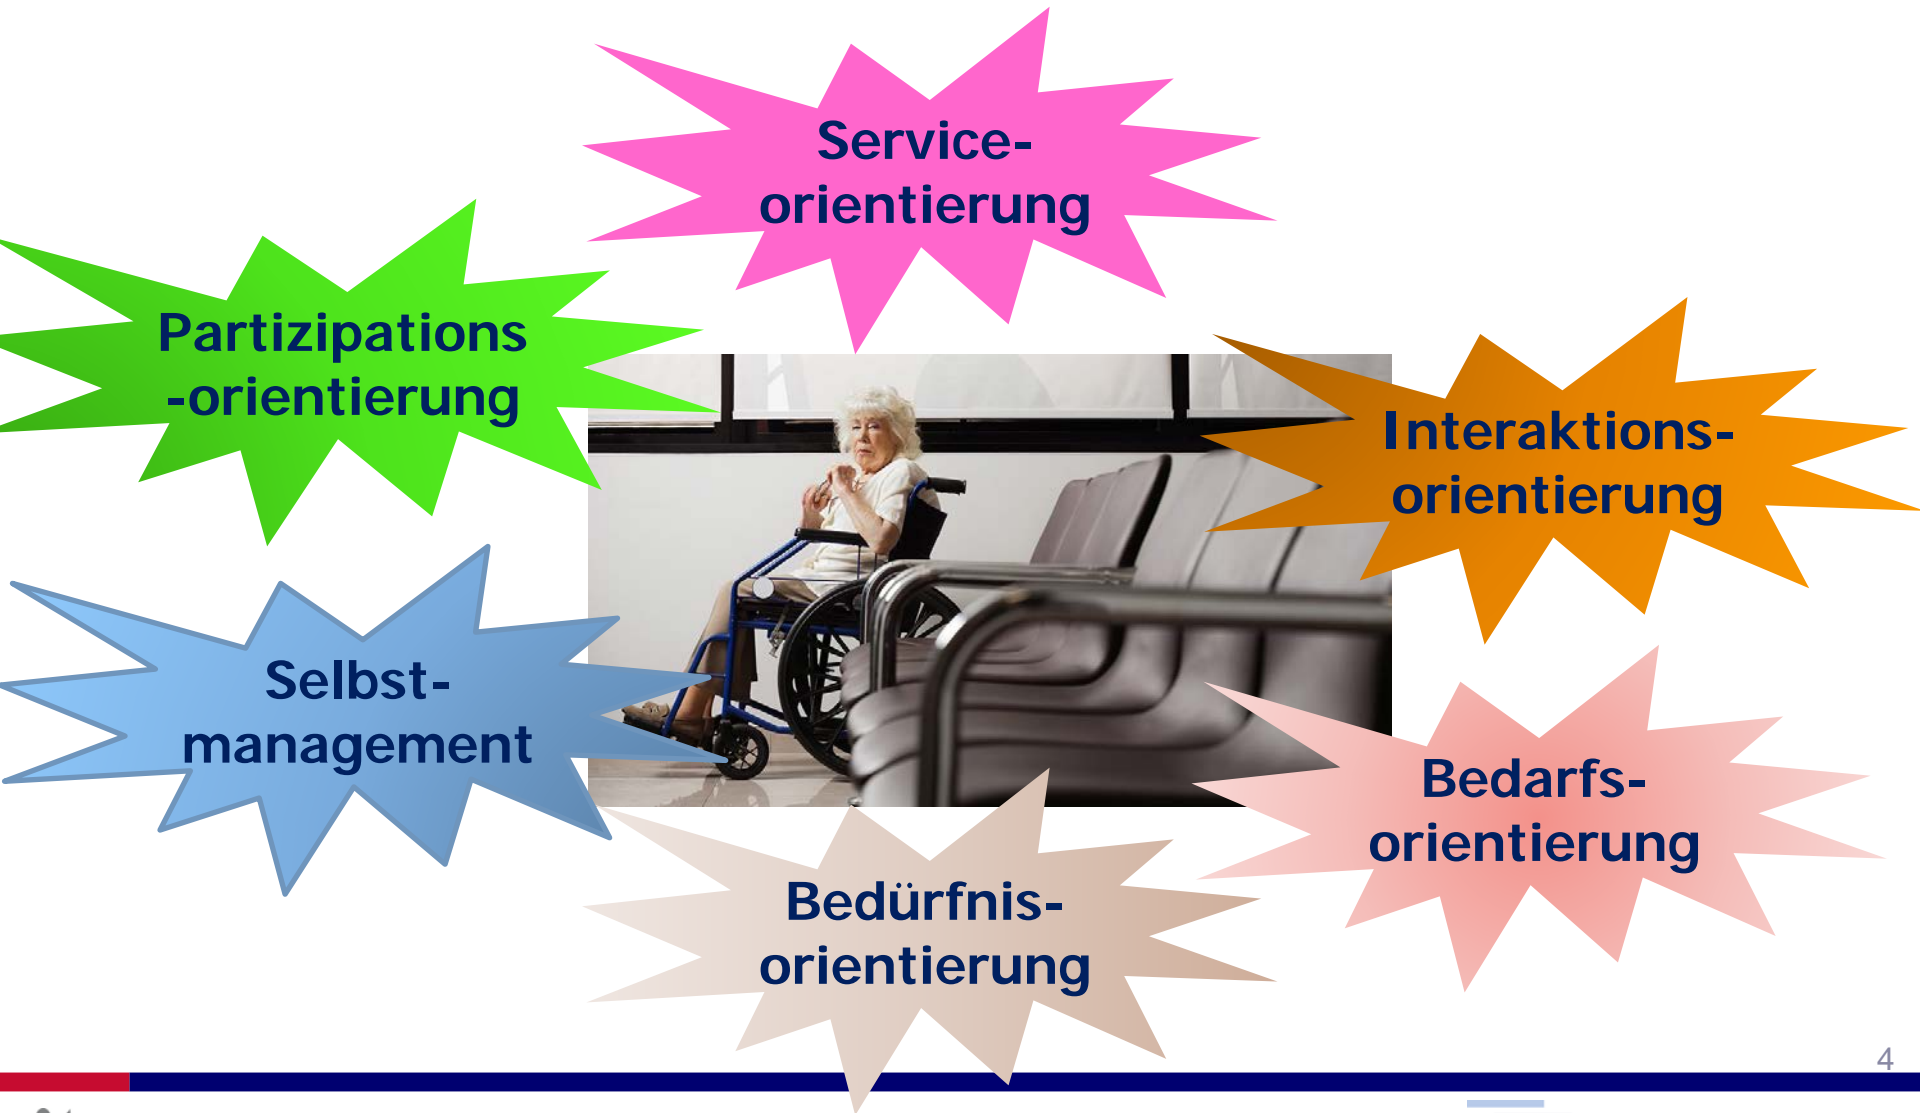 Service-
orientierung
Partizipations
-orientierung
Interaktions-
orientierung
Selbst-
management
Bedarfs-
orientierung
Bedürfnis-
orientierung
4